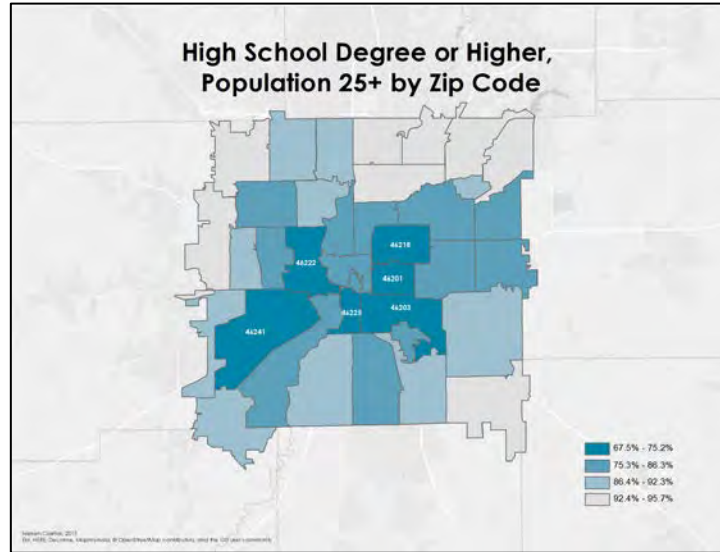 High School Degree or Higher,
Population 25+ by Zip Code
46218
46222
46201
46225
46203
46241
67.5% - 75.2%
75.3% - 86.3%
86.4% - 92.3%
92.4% - 95.7%